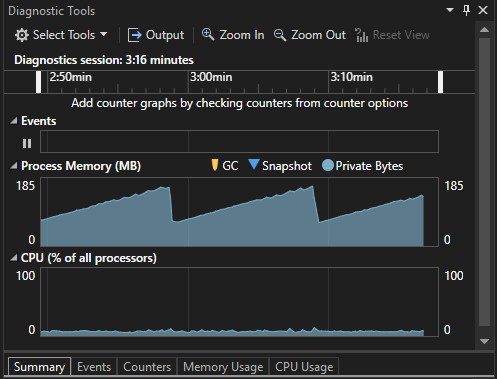 Diagnostic Tools
Select Tools Output Zoom In Zoom Out Reset View
Diagnostics session: 3:16 minutes
2:50min 3:00min 3:10min
Add counter graphs by checking counters from counter options
Events
Process Memory (MB) GC Snapshot Private Bytes
185 185
0 0
CPU (% of all processors)
100 100
0 0
Summary Events Counters Memory Usage CPU Usage